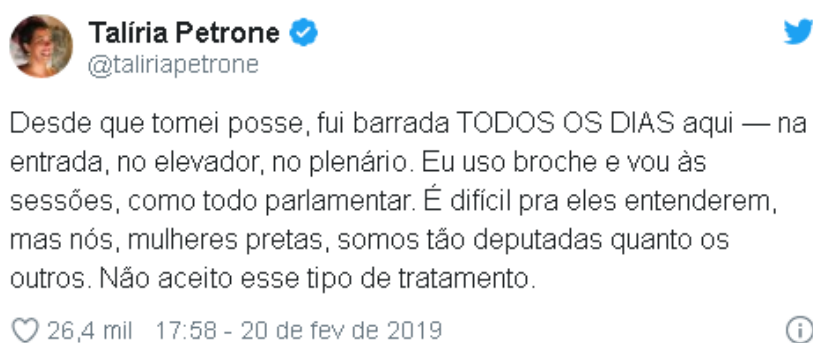 Talíria Petrone
@taliriapetrone
Desde que tomei posse, fui barrada TODOS OS DIAS aqui — na
entrada, no elevador, no plenário. Eu uso broche e vou às
sessões, como todo parlamentar. É difícil pra eles entenderem,
mas nós, mulheres pretas, somos tão deputadas quanto os
outros. Não aceito esse tipo de tratamento.
26,4 mil 17:58 - 20 de fev de 2019